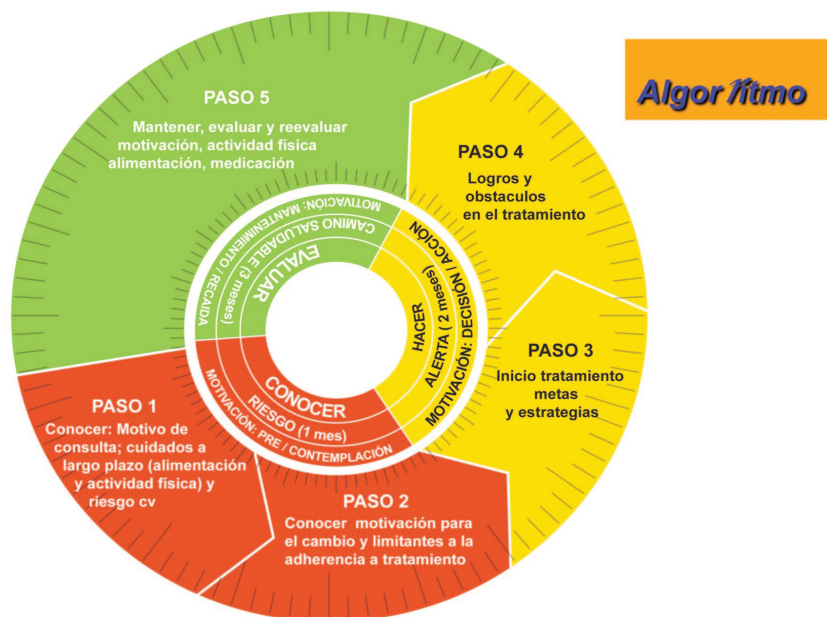 Algorritmo
PASO 5
Mantener, evaluar y reevaluar
motivación, actividad física
alimentación, medicación
PASO 4
Logros y
obstaculos
en el tratamiento
PASO 3
Inicio tratamiento
metas
y estrategias
PASO 2
Conocer motivación para
el cambio y limitantes a la
adherencia a tratamiento
PASO 1
Conocer: Motivo de
consulta; cuidados a
largo plazo (alimentación
y actividad física) y
riesgo cv
MOTIVACIÓN: MANTENIMIENTO / RECAIDA
CAMINO SALUDABLE (3 meses)
EVALUAR
MOTIVACIÓN: DECISIÓN / ACCIÓN
ALERTA ( 2 meses)
HACER
CONOCER
RIESGO (1 mes)
MOTIVACIÓN: PRE / CONTEMPLACIÓN